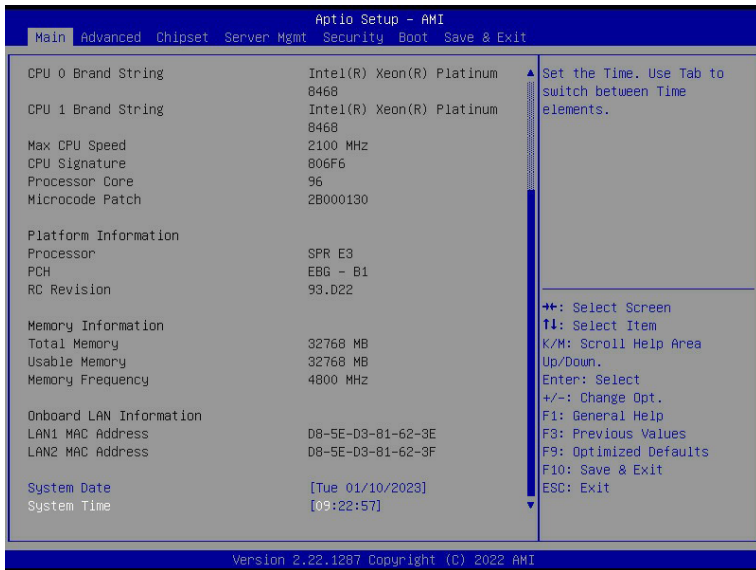 Aptio Setup - AMI
Main Advanced Chipset Server Mgmt Security Boot Save & Exit
CPU 0 Brand String Intel(R) Xeon(R) Platinum
8468
CPU 1 Brand String Intel(R) Xeon(R) Platinum
8468
Max CPU Speed 2100 MHz
CPU Signature 806F6
Processor Core 96
Microcode Patch 2B000130
Platform Information
Processor SPR E3
PCH EBG - B1
RC Revision 93.D22
Memory Information
Total Memory 32768 MB
Usable Memory 32768 MB
Memory Frequency 4800 MHz
Onboard LAN Information
LAN1 MAC Address D8-5E-D3-81-62-3E
LAN2 MAC Address D8-5E-D3-81-62-3F
System Date [Tue 01/10/2023]
System Time [09:22:57]
Set the Time. Use Tab to
switch between Time
elements.
→←: Select Screen
↑↓: Select Item
K/M: Scroll Help Area
Up/Down.
Enter: Select
+/-: Change Opt.
F1: General Help
F3: Previous Values
F9: Optimized Defaults
F10: Save & Exit
ESC: Exit
Version 2.22.1287 Copyright (C) 2022 AMI